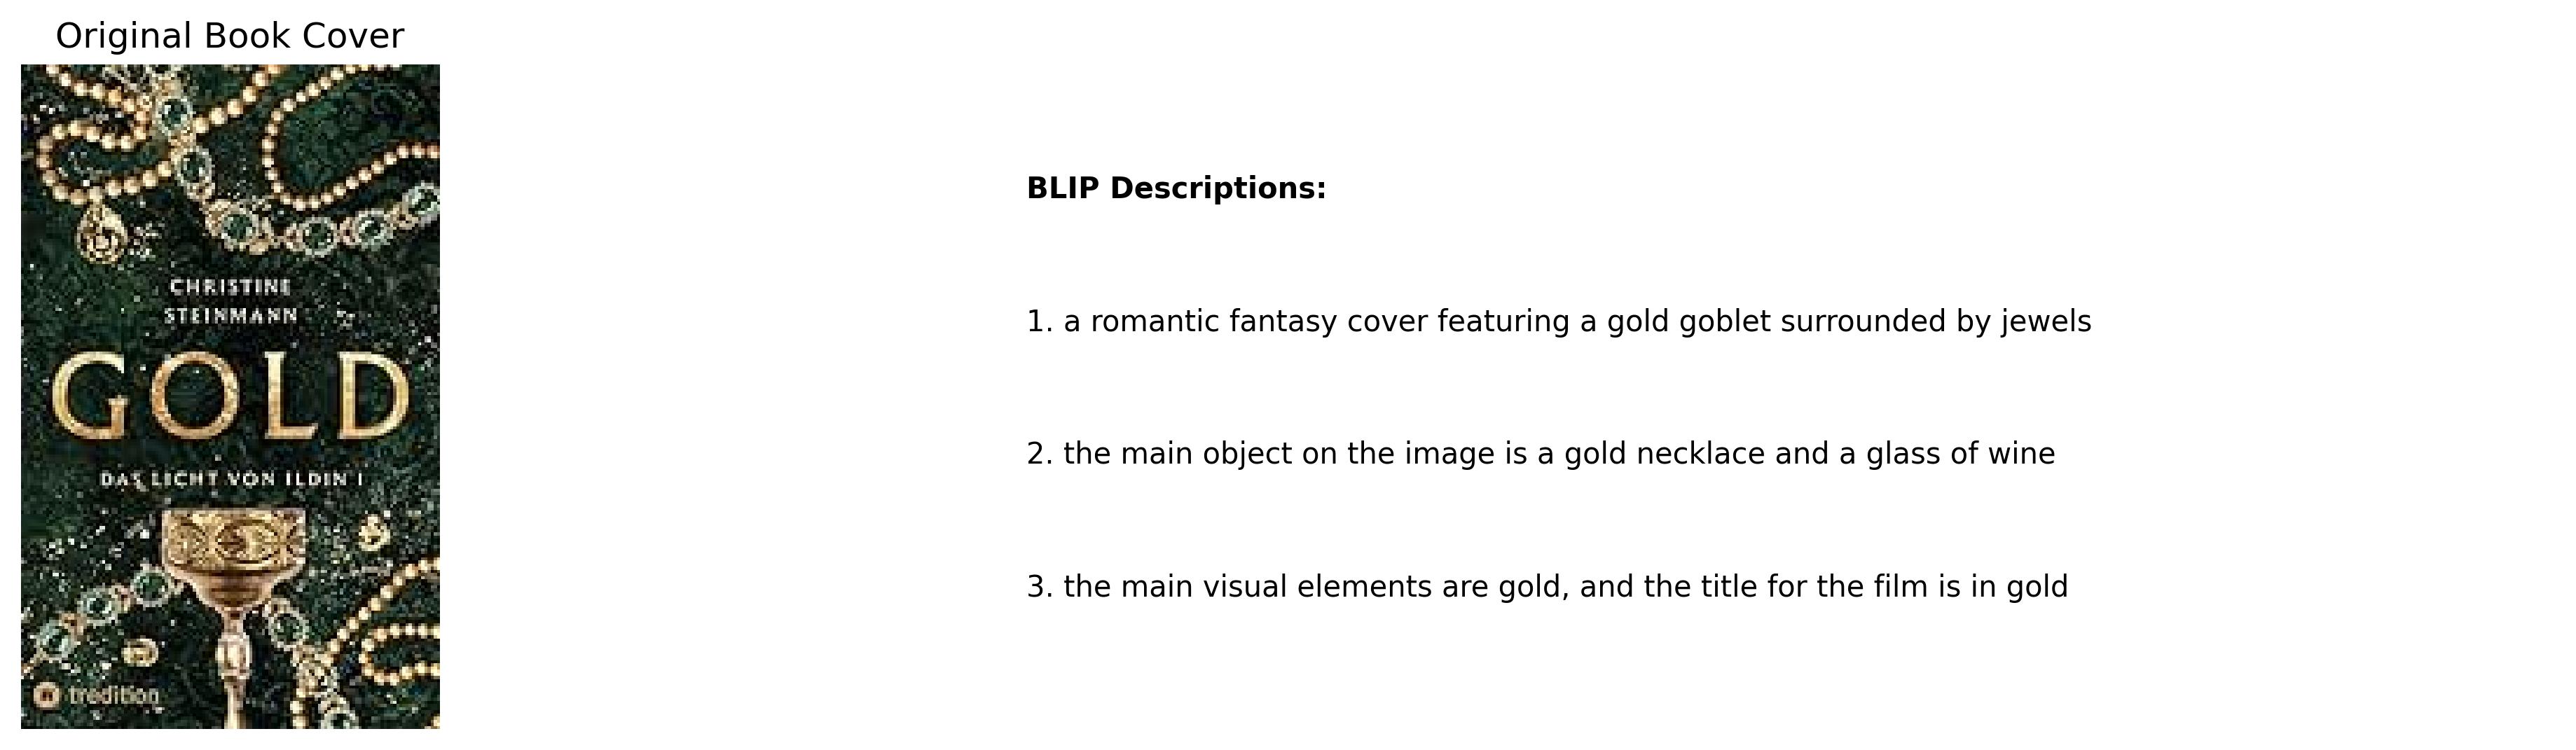 Original Book Cover
CHRISTINE
STEINMANN
GOLD
DAS LICHT VON ILDIN I
tredition
BLIP Descriptions:
1. a romantic fantasy cover featuring a gold goblet surrounded by jewels
2. the main object on the image is a gold necklace and a glass of wine
3. the main visual elements are gold, and the title for the film is in gold